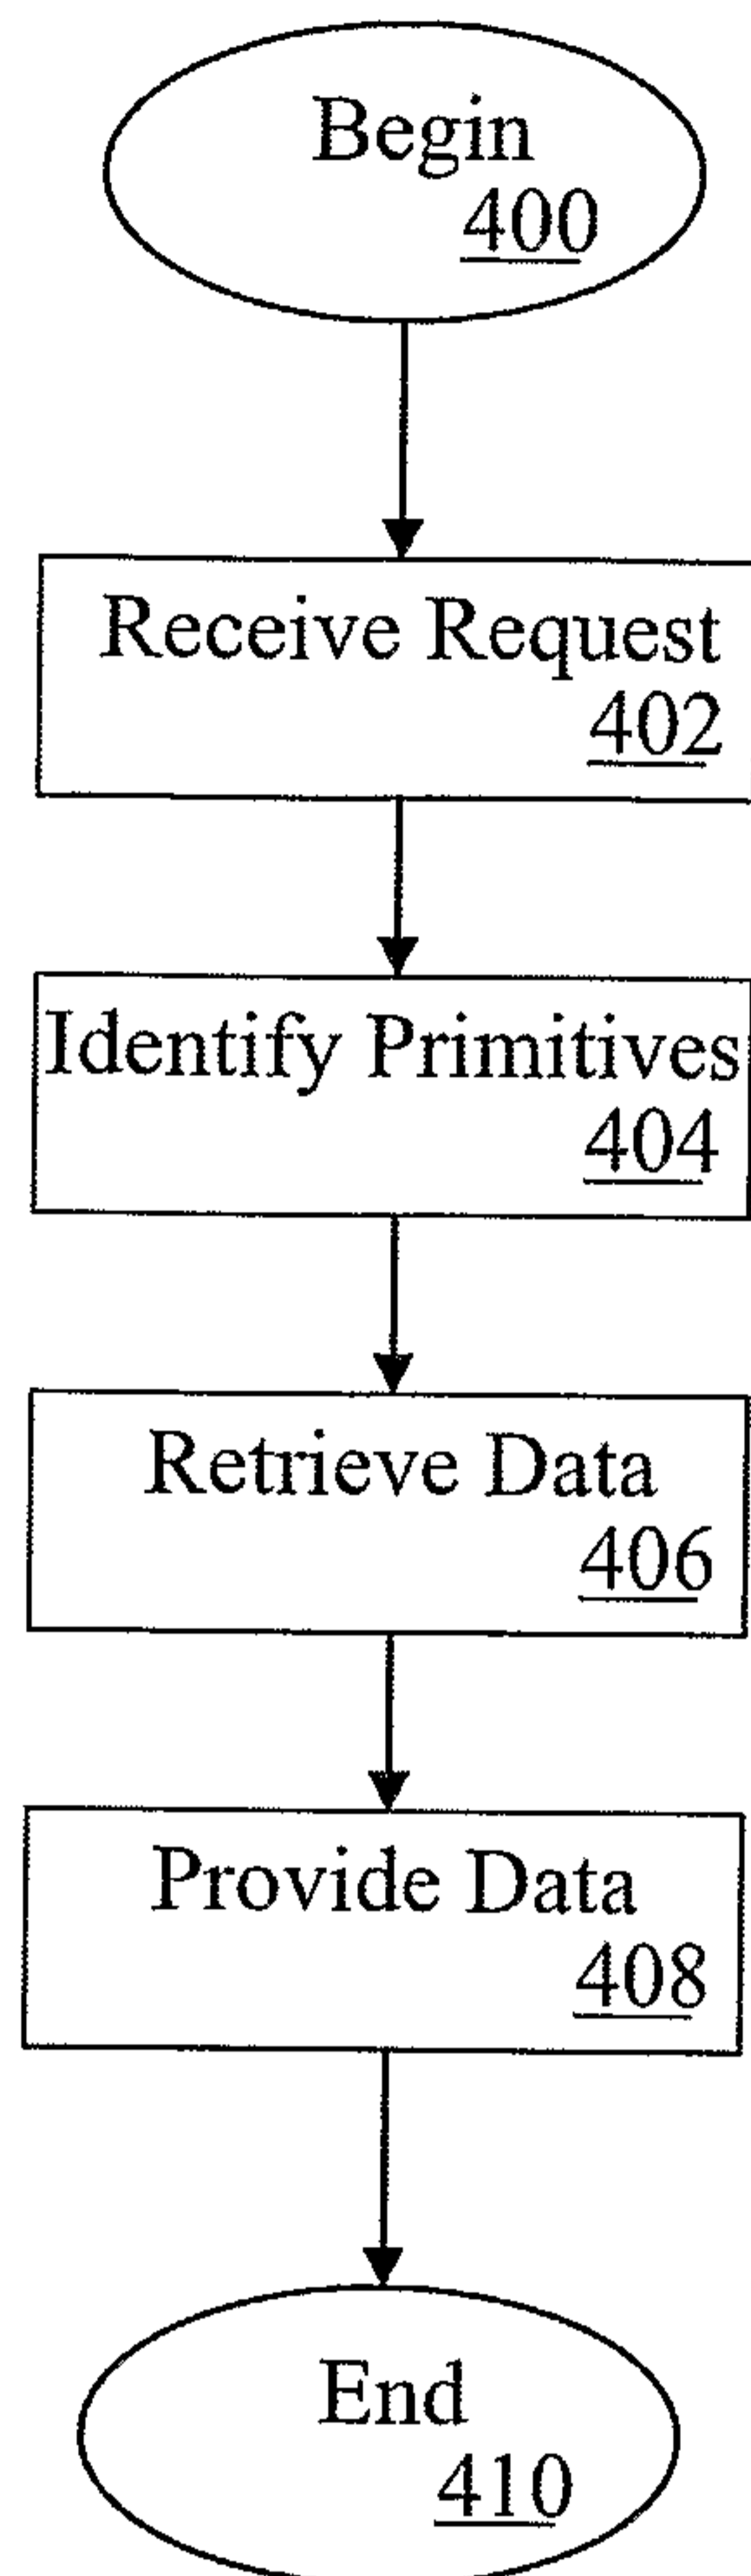 Begin
400
Receive Request
402
Identify Primitives
404
Retrieve Data
406
Provide Data
408
End
410